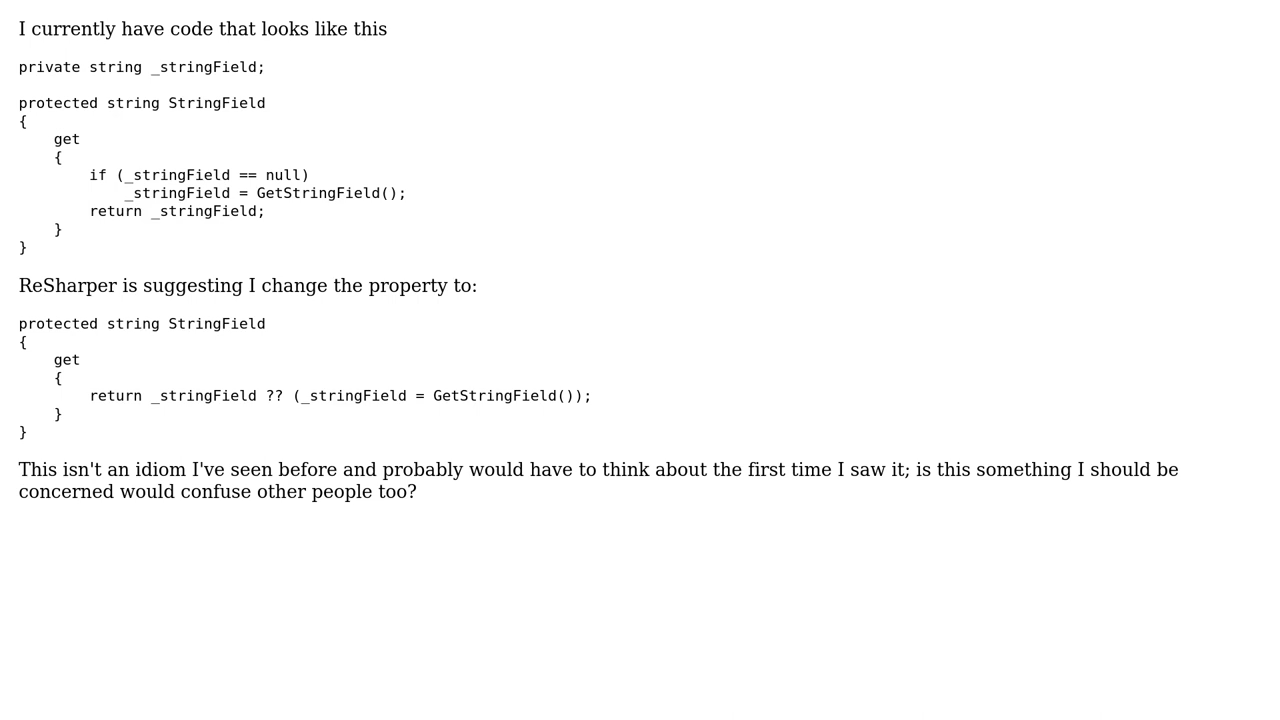 I currently have code that looks like this
private string _stringField;
protected string StringField
{
    get
    {
        if (_stringField == null)
            _stringField = GetStringField();
        return _stringField;
    }
}
ReSharper is suggesting I change the property to:
protected string StringField
{
    get
    {
        return _stringField ?? (_stringField = GetStringField());
    }
}
This isn't an idiom I've seen before and probably would have to think about the first time I saw it; is this something I should be
concerned would confuse other people too?